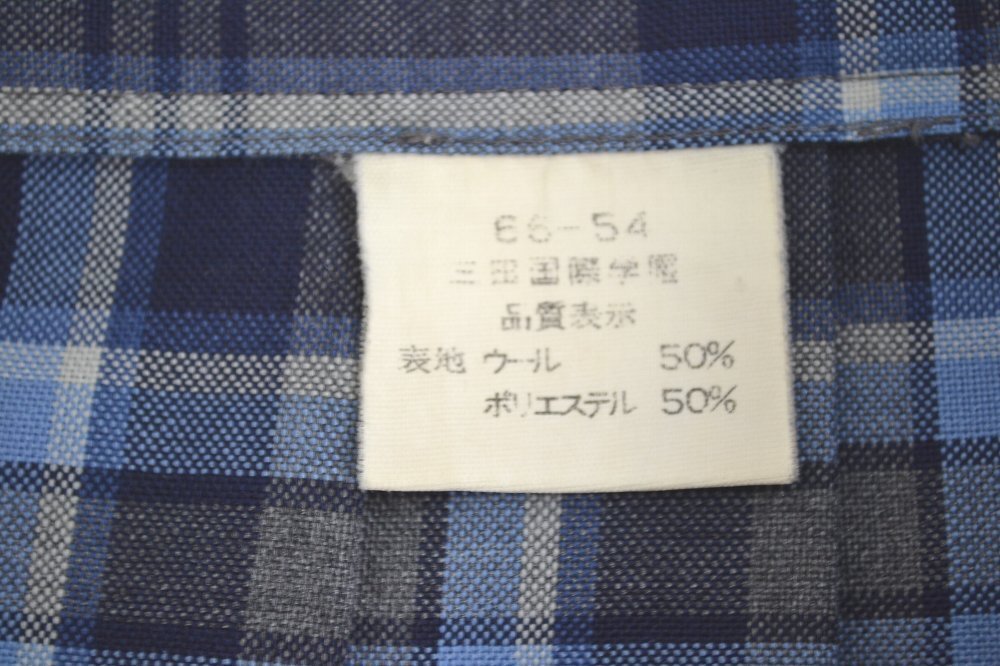 66-54
三田国際学園
品質表示
表地 ウール 50%
ポリエステル 50%